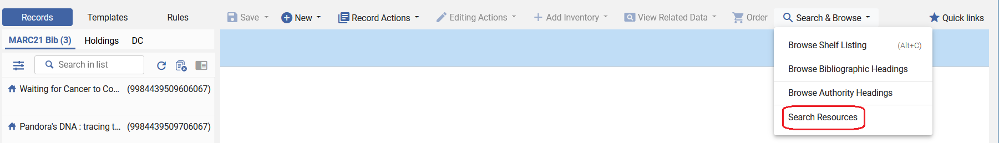 Records Templates Rules Save New Record Actions Editing Actions Add Inventory View Related Data Order Search & Browse Quick links
MARC21 Bib (3) Holdings DC
Browse Shelf Listing (Alt+C)
Search in list
Browse Bibliographic Headings
Waiting for Cancer to Co... (9984439509606067)
Browse Authority Headings
Search Resources
Pandora's DNA : tracing t... (9984439509706067)